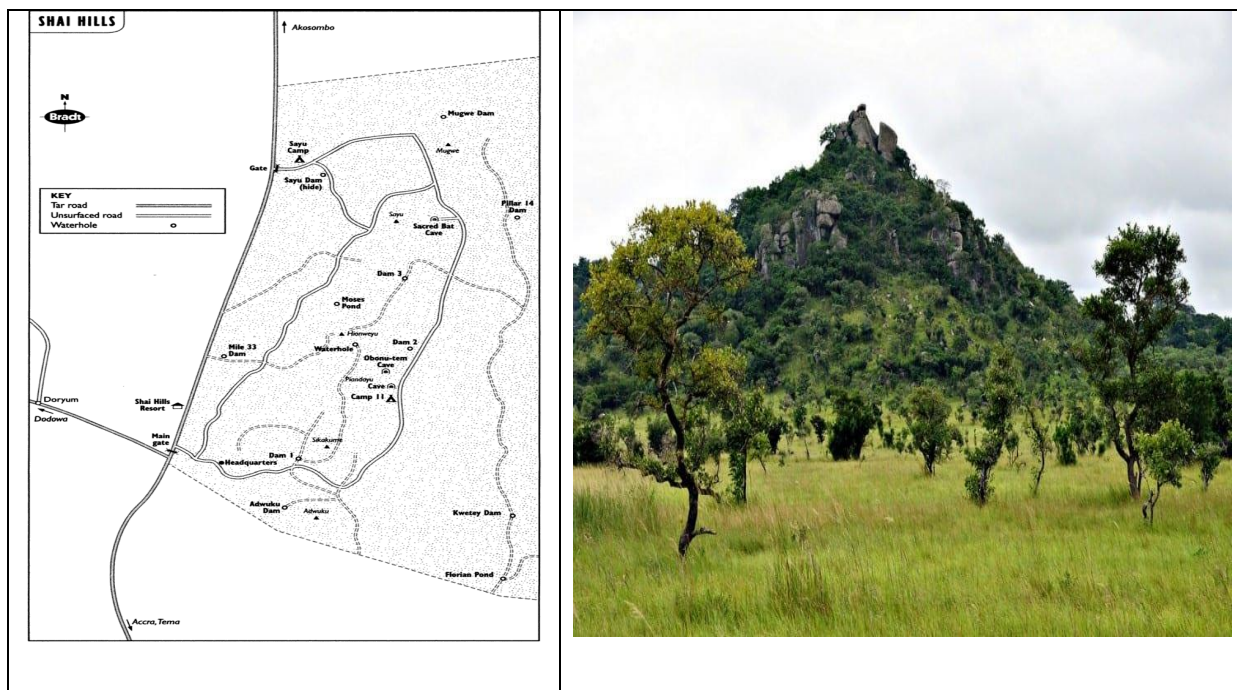 SHAI HILLS
Akosombo
N
Bradt
Mugwe Dam
Mugwe
Sayu
Camp
Gate
Sayu Dam
(hide)
KEY
Tar road
Unsurfaced road
Waterhole
Pillar 14
Dam
Sayu
Sacred Bat
Cave
Dam 3
Moses
Pond
Hionweyu
Waterhole
Dam 2
Mile 33
Dam
Obonu-tem
Cave
Piandayu
Cave
Camp 11
Doryum
Dodowa
Shai Hills
Resort
Main
gate
Sikakume
Dam 1
Headquarters
Adwuku
Dam
Adwuku
Kwetey Dam
Florian Pond
Accra, Tema